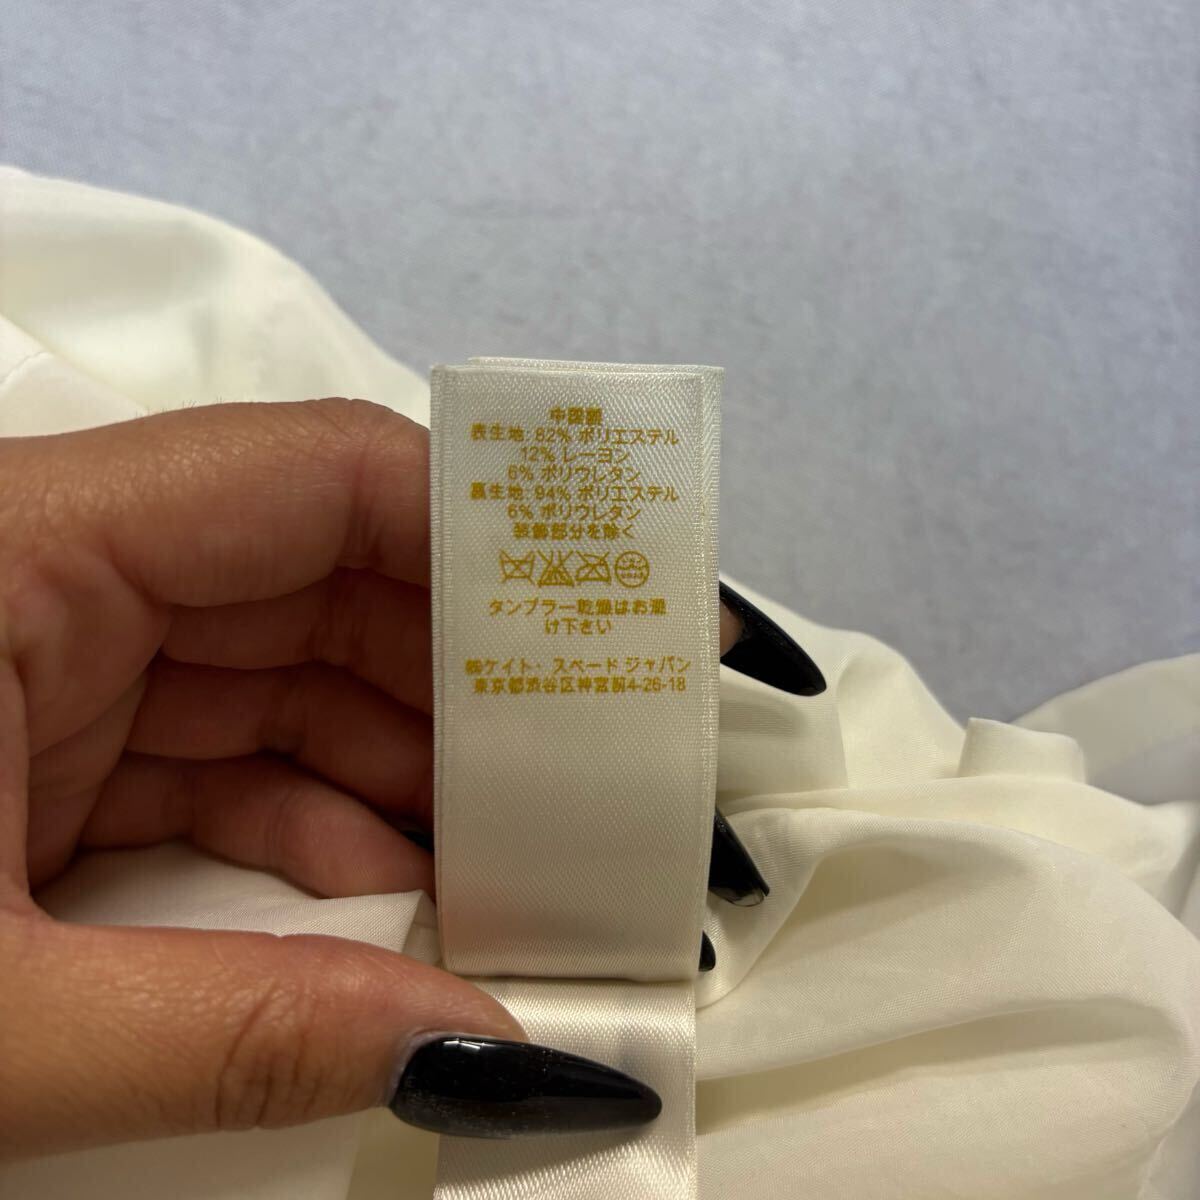 中国製
表生地: 82% ポリエステル
12% レーヨン
6% ポリウレタン
裏生地: 94% ポリエステル
6% ポリウレタン
装飾部分を除く
タンブラー乾燥はお避
け下さい
㈱ケイト・スペード ジャパン
東京都渋谷区神宮前4-26-18